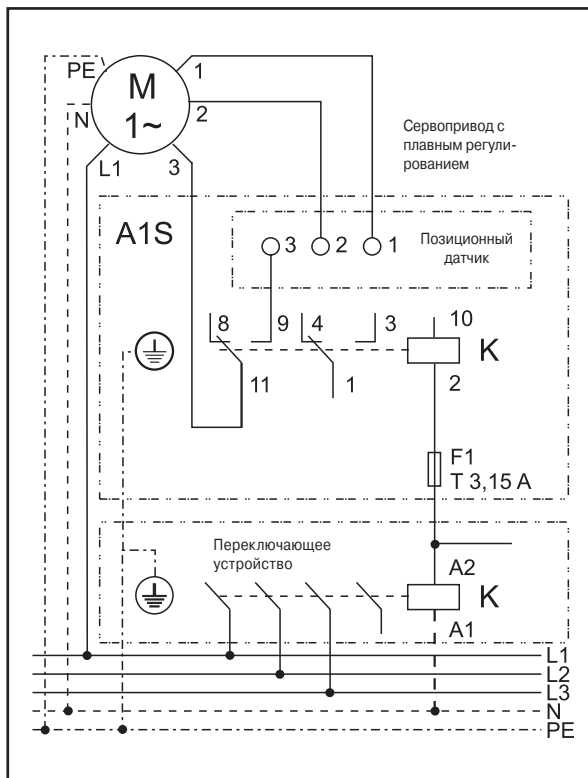 PE
1
M
N
1~
2
L1
3
Сервопривод с
плавным регули-
рованием
A1S
3
2
1
Позиционный
датчик
8
9
4
3
10
K
11
1
2
F1
T 3,15 A
Переключающее
устройство
A2
K
A1
L1
L2
L3
N
PE